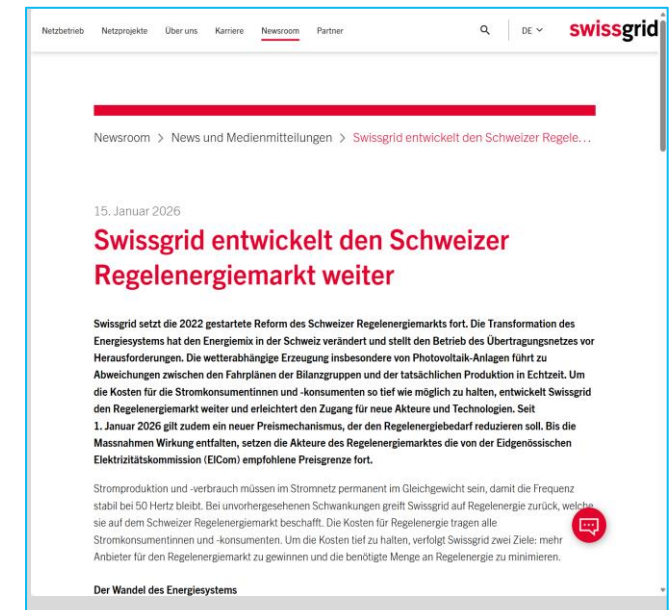 Netzbetrieb Netzprojekte Über uns Karriere Newsroom Partner DE swissgrid
Newsroom > News und Medienmitteilungen > Swissgrid entwickelt den Schweizer Regele...
15. Januar 2026
Swissgrid entwickelt den Schweizer
Regelenergiemarkt weiter
Swissgrid setzt die 2022 gestartete Reform des Schweizer Regelenergiemarkts fort. Die Transformation des
Energiesystems hat den Energiemix in der Schweiz verändert und stellt den Betrieb des Übertragungsnetzes vor
Herausforderungen. Die wetterabhängige Erzeugung insbesondere von Photovoltaik-Anlagen führt zu
Abweichungen zwischen den Fahrplänen der Bilanzgruppen und der tatsächlichen Produktion in Echtzeit. Um
die Kosten für die Stromkonsumentinnen und -konsumenten so tief wie möglich zu halten, entwickelt Swissgrid
den Regelenergiemarkt weiter und erleichtert den Zugang für neue Akteure und Technologien. Seit
1. Januar 2026 gilt zudem ein neuer Preismechanismus, der den Regelenergiebedarf reduzieren soll. Bis die
Massnahmen Wirkung entfalten, setzen die Akteure des Regelenergiemarktes die von der Eidgenössischen
Elektrizitätskommission (ElCom) empfohlene Preisgrenze fort.
Stromproduktion und -verbrauch müssen im Stromnetz permanent im Gleichgewicht sein, damit die Frequenz
stabil bei 50 Hertz bleibt. Bei unvorhergesehenen Schwankungen greift Swissgrid auf Regelenergie zurück, welche
sie auf dem Schweizer Regelenergiemarkt beschafft. Die Kosten für Regelenergie tragen alle
Stromkonsumentinnen und -konsumenten. Um die Kosten tief zu halten, verfolgt Swissgrid zwei Ziele: mehr
Anbieter für den Regelenergiemarkt zu gewinnen und die benötigte Menge an Regelenergie zu minimieren.
Der Wandel des Energiesystems